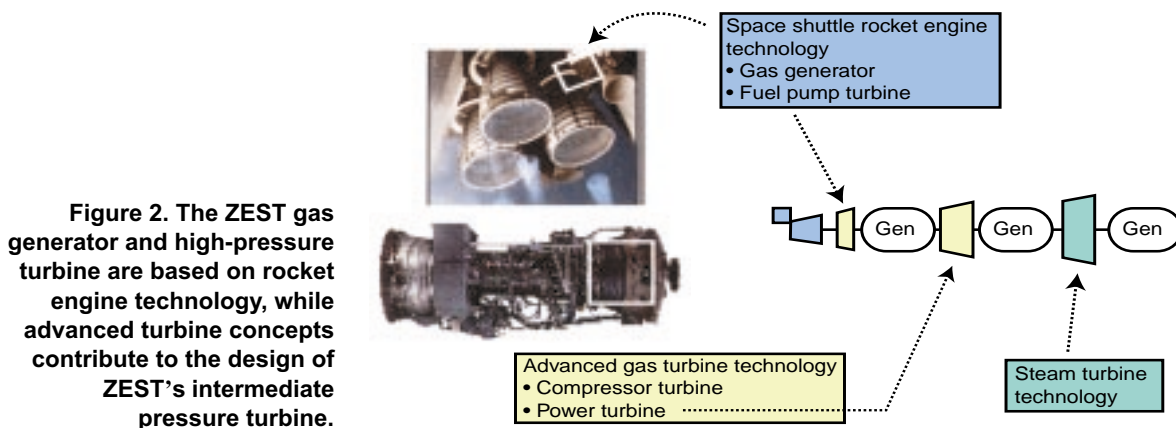 Space shuttle rocket engine
technology
• Gas generator
• Fuel pump turbine
Figure 2. The ZEST gas
generator and high-pressure
turbine are based on rocket
engine technology, while
advanced turbine concepts
contribute to the design of
ZEST’s intermediate
pressure turbine.
Gen
Gen
Gen
Advanced gas turbine technology
• Compressor turbine
• Power turbine
Steam turbine
technology